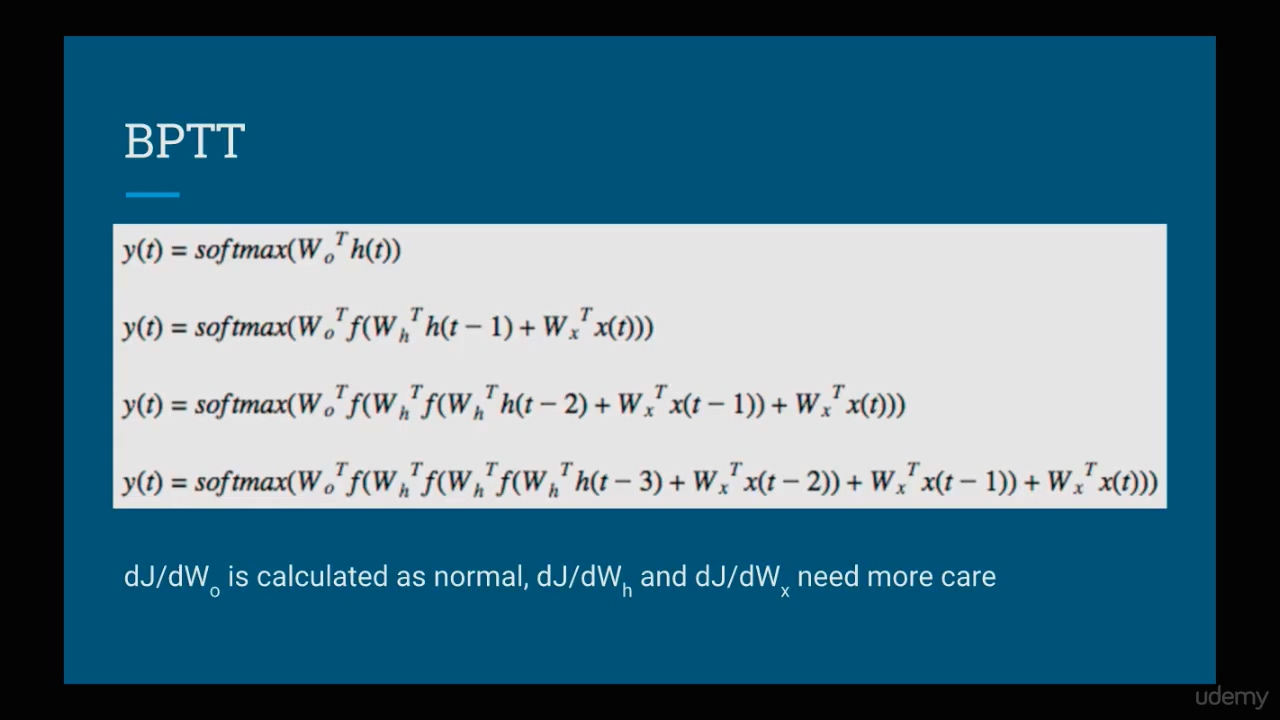 BPTT
y(t) = softmax(W_o^T h(t))
y(t) = softmax(W_o^T f(W_h^T h(t − 1) + W_x^T x(t)))
y(t) = softmax(W_o^T f(W_h^T f(W_h^T h(t − 2) + W_x^T x(t − 1)) + W_x^T x(t)))
y(t) = softmax(W_o^T f(W_h^T f(W_h^T f(W_h^T h(t − 3) + W_x^T x(t − 2)) + W_x^T x(t − 1)) + W_x^T x(t)))
dJ/dW_o is calculated as normal, dJ/dW_h and dJ/dW_x need more care
udemy